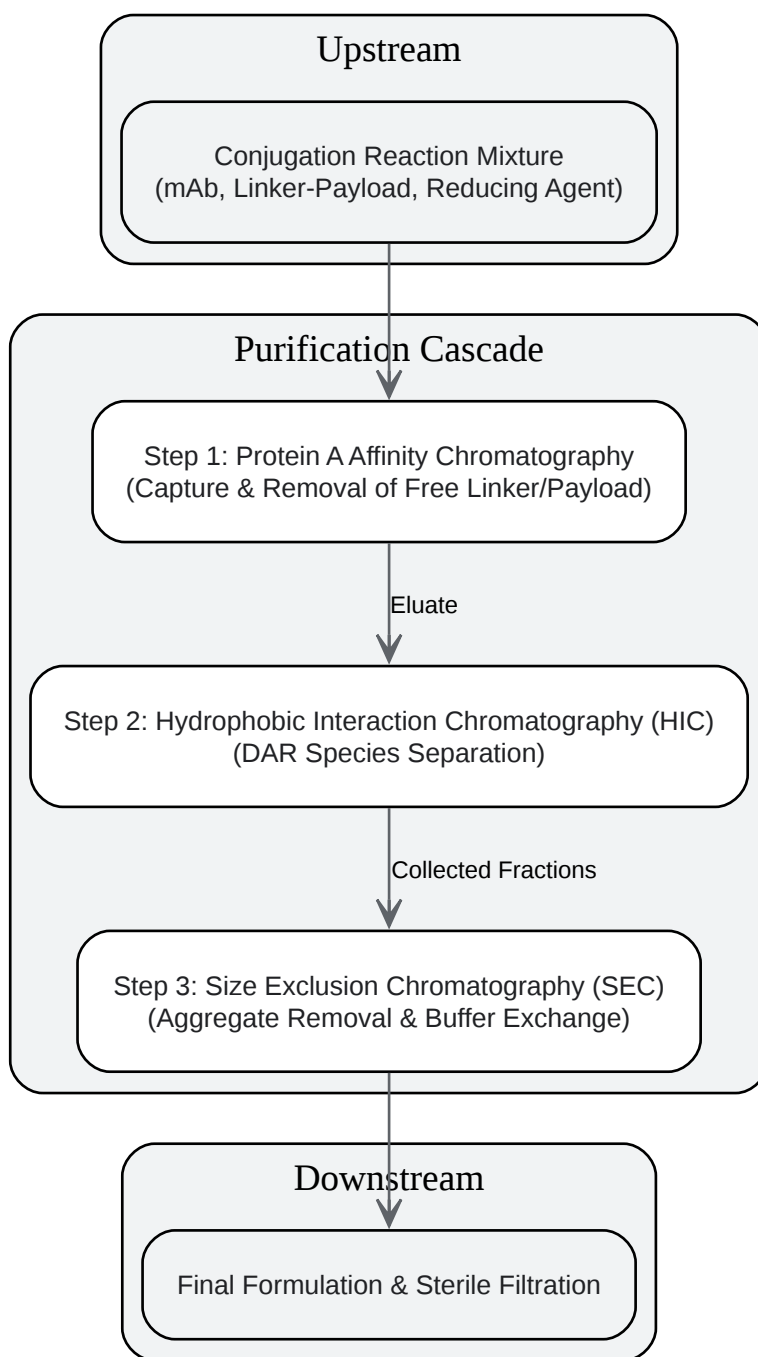 Upstream
Conjugation Reaction Mixture
(mAb, Linker-Payload, Reducing Agent)
Purification Cascade
Step 1: Protein A Affinity Chromatography
(Capture & Removal of Free Linker/Payload)
Eluate
Step 2: Hydrophobic Interaction Chromatography (HIC)
(DAR Species Separation)
Collected Fractions
Step 3: Size Exclusion Chromatography (SEC)
(Aggregate Removal & Buffer Exchange)
Downstream
Final Formulation & Sterile Filtration